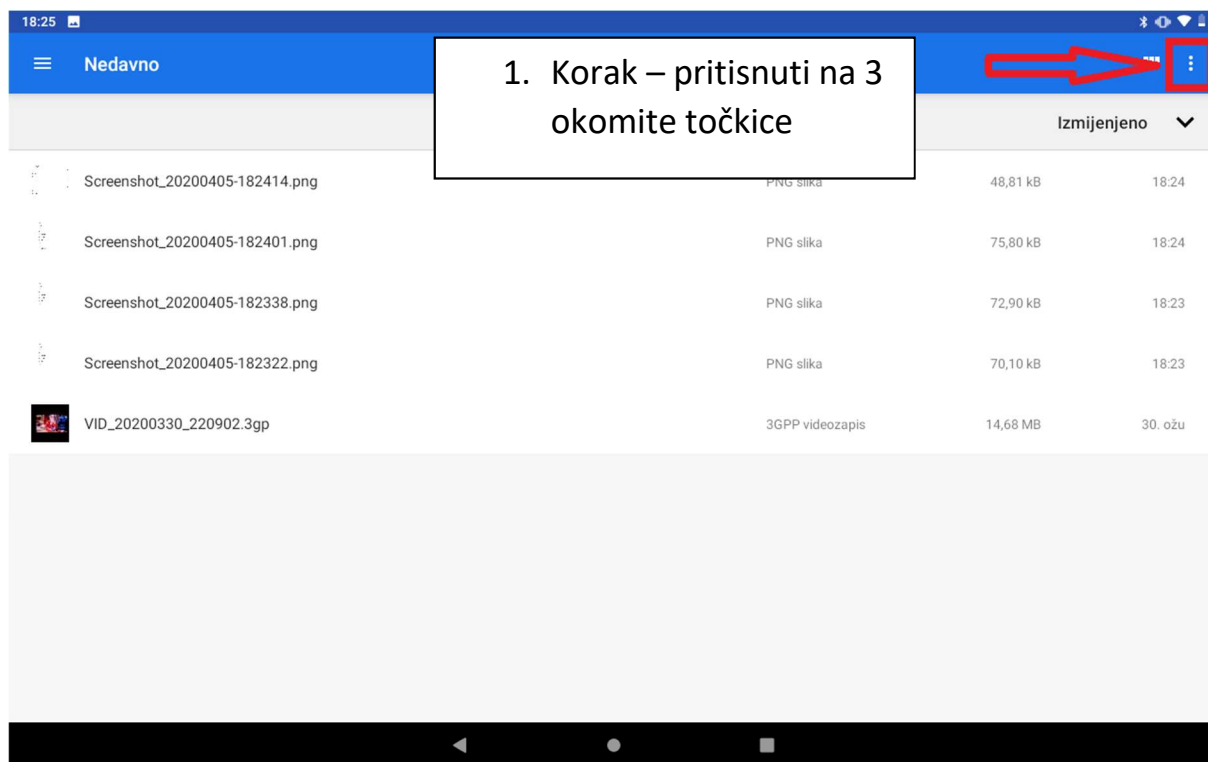 18:25
Nedavno
1. Korak – pritisnuti na 3
okomite točkice
Izmijenjeno
Screenshot_20200405-182414.png PNG slika 48,81 kB 18:24
Screenshot_20200405-182401.png PNG slika 75,80 kB 18:24
Screenshot_20200405-182338.png PNG slika 72,90 kB 18:23
Screenshot_20200405-182322.png PNG slika 70,10 kB 18:23
VID_20200330_220902.3gp 3GPP videozapis 14,68 MB 30. ožu